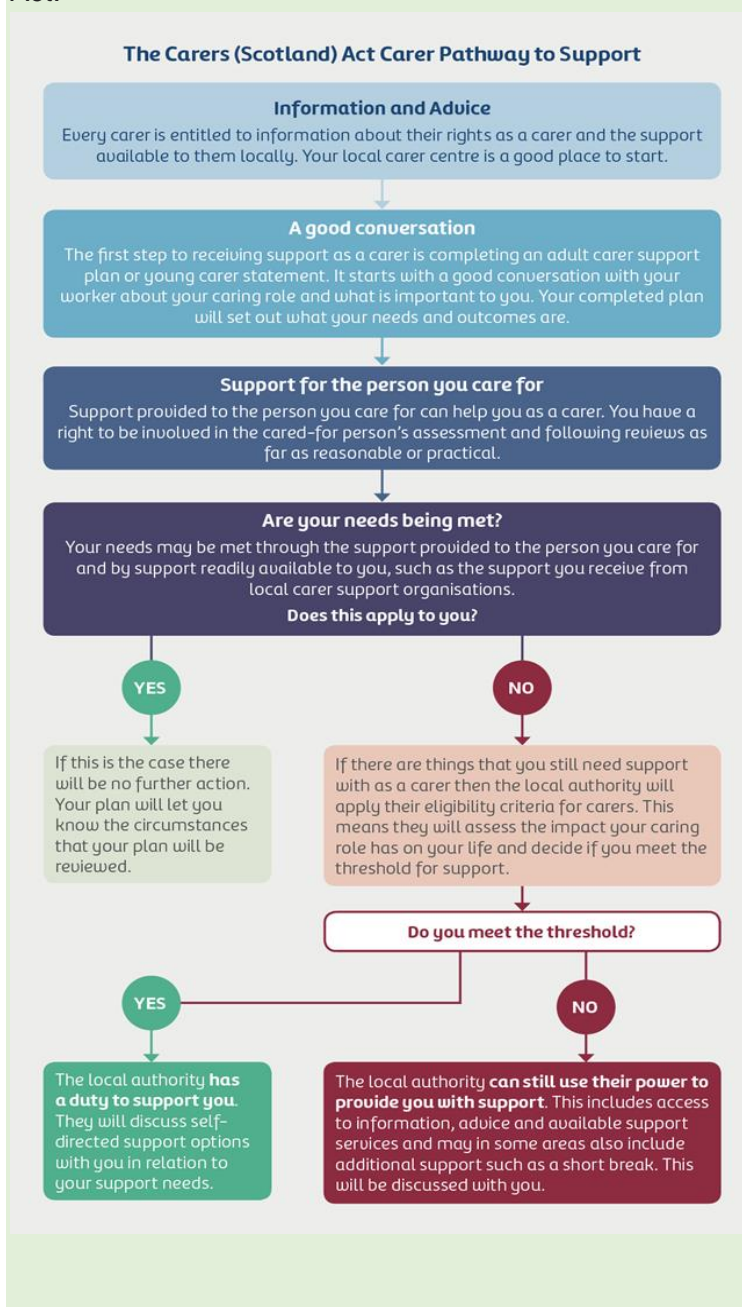 The Carers (Scotland) Act Carer Pathway to Support
Information and Advice
Every carer is entitled to information about their rights as a carer and the support
available to them locally. Your local carer centre is a good place to start.
A good conversation
The first step to receiving support as a carer is completing an adult carer support
plan or young carer statement. It starts with a good conversation with your
worker about your caring role and what is important to you. Your completed plan
will set out what your needs and outcomes are.
Support for the person you care for
Support provided to the person you care for can help you as a carer. You have a
right to be involved in the cared-for person's assessment and following reviews as
far as reasonable or practical.
Are your needs being met?
Your needs may be met through the support provided to the person you care for
and by support readily available to you, such as the support you receive from
local carer support organisations.
Does this apply to you?
YES
NO
If this is the case there
will be no further action.
Your plan will let you
know the circumstances
that your plan will be
reviewed.
If there are things that you still need support
with as a carer then the local authority will
apply their eligibility criteria for carers. This
means they will assess the impact your caring
role has on your life and decide if you meet the
threshold for support.
Do you meet the threshold?
YES
NO
The local authority has
a duty to support you.
They will discuss self-
directed support options
with you in relation to
your support needs.
The local authority can still use their power to
provide you with support. This includes access
to information, advice and available support
services and may in some areas also include
additional support such as a short break. This
will be discussed with you.